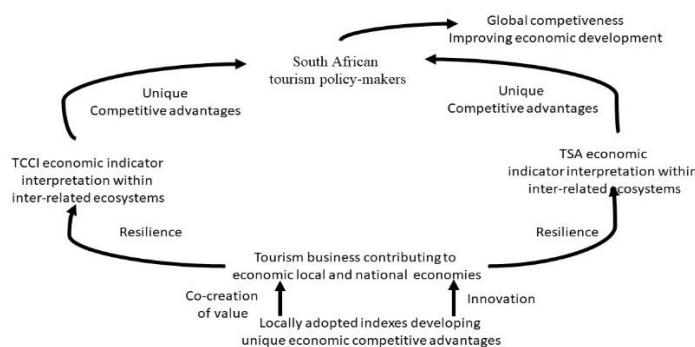 Global competiveness
Improving economic development
South African
tourism policy-makers
Unique
Competitive advantages
Unique
Competitive advantages
TCCI economic indicator
interpretation within
inter-related ecosystems
TSA economic
indicator interpretation within
inter-related ecosystems
Resilience
Resilience
Tourism business contributing to
economic local and national economies
Co-creation
of value
Innovation
Locally adopted indexes developing
unique economic competitive advantages